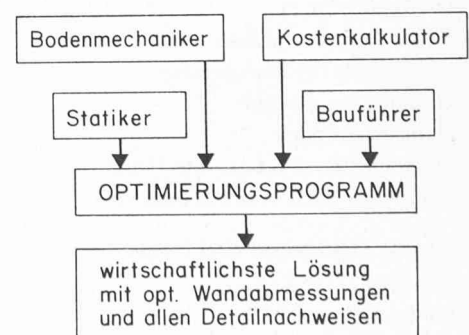 Bodenmechaniker
Kostenkalkulator
Statiker
Bauführer
OPTIMIERUNGSPROGRAMM
wirtschaftlichste Lösung
mit opt. Wandabmessungen
und allen Detailnachweisen